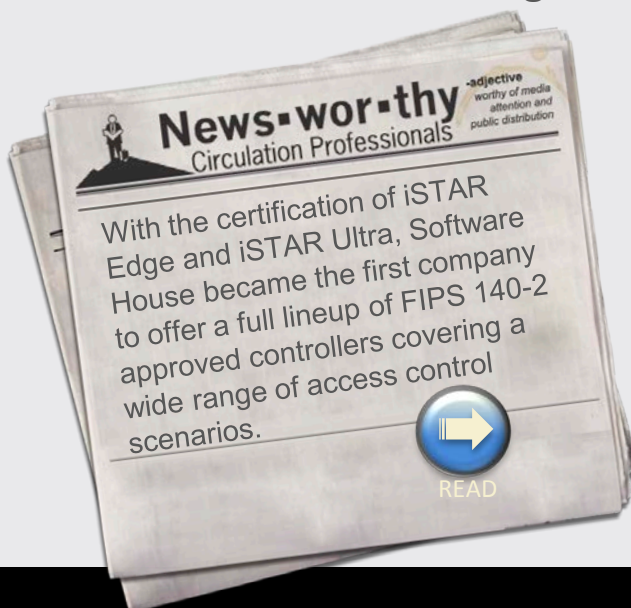 News▪wor▪thy
Circulation Professionals
-adjective
worthy of media
attention and
public distribution
With the certification of iSTAR
Edge and iSTAR Ultra, Software
House became the first company
to offer a full lineup of FIPS 140-2
approved controllers covering a
wide range of access control
scenarios.
READ